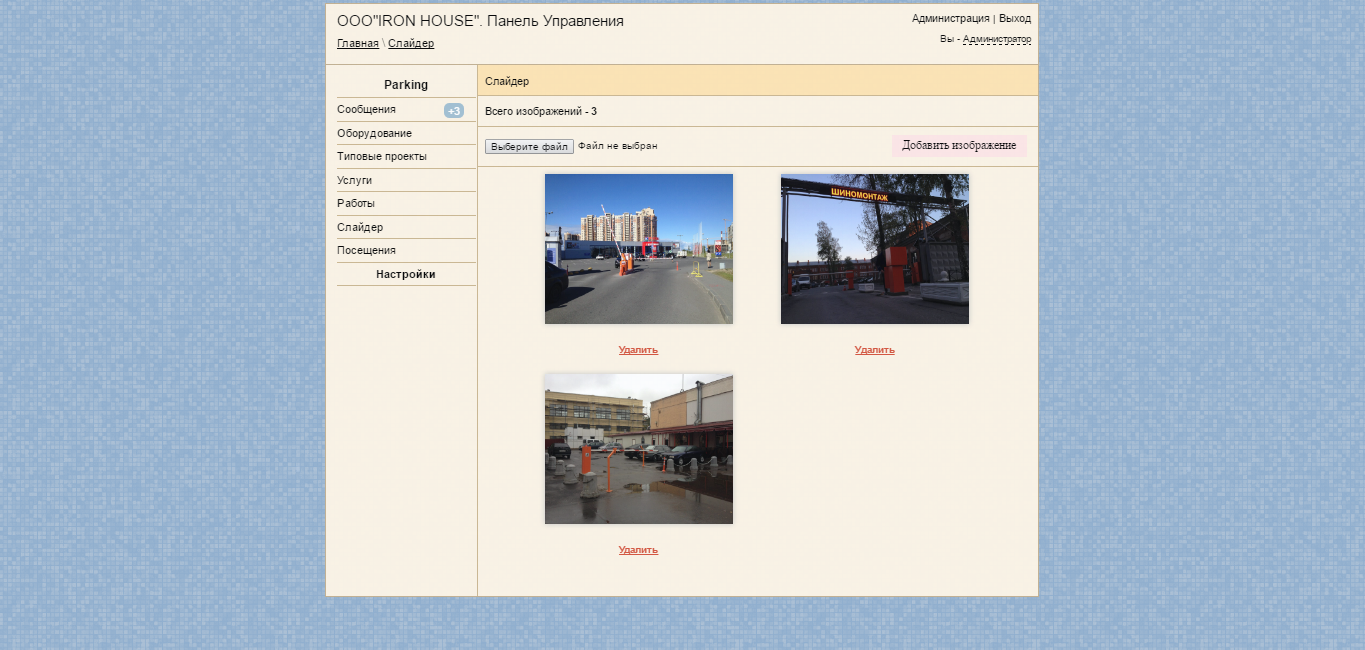 ООО"IRON HOUSE". Панель Управления
Администрация | Выход
Главная \ Слайдер
Вы - Администратор
Parking
Сообщения +3
Оборудование
Типовые проекты
Услуги
Работы
Слайдер
Посещения
Настройки
Слайдер
Всего изображений - 3
Выберите файл Файл не выбран
Добавить изображение
ШИНОМОНТАЖ
Удалить
Удалить
Удалить